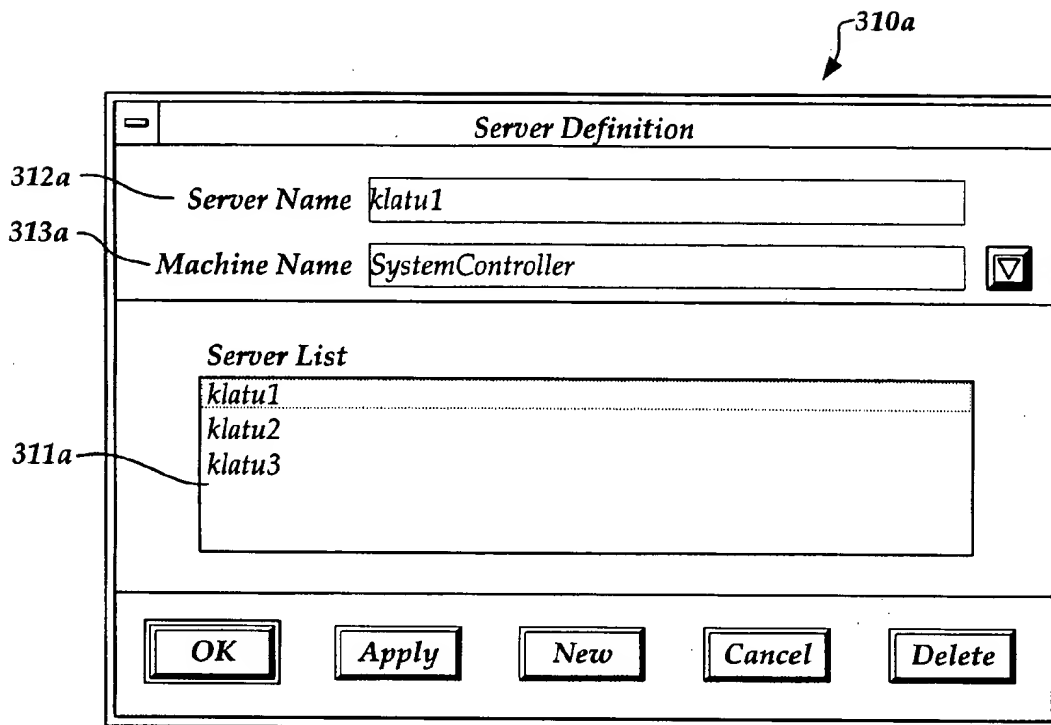 310a
Server Definition
312a
Server Name klatu1
313a
Machine Name SystemController
Server List
klatu1
klatu2
klatu3
311a
OK Apply New Cancel Delete